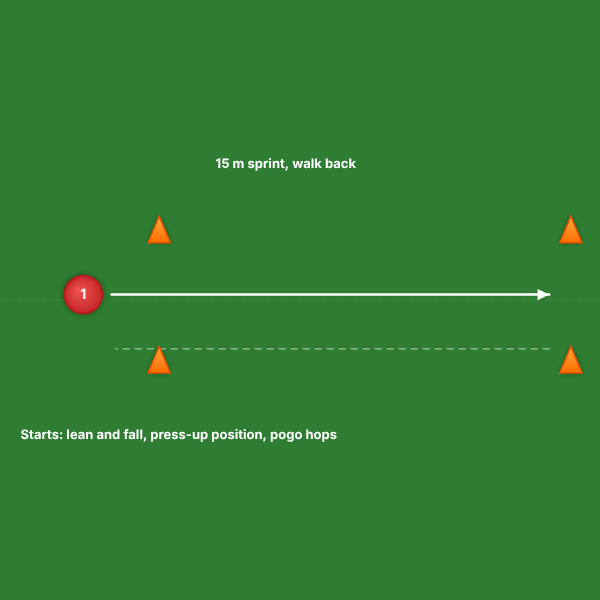 15 m sprint, walk back
1
Starts: lean and fall, press-up position, pogo hops